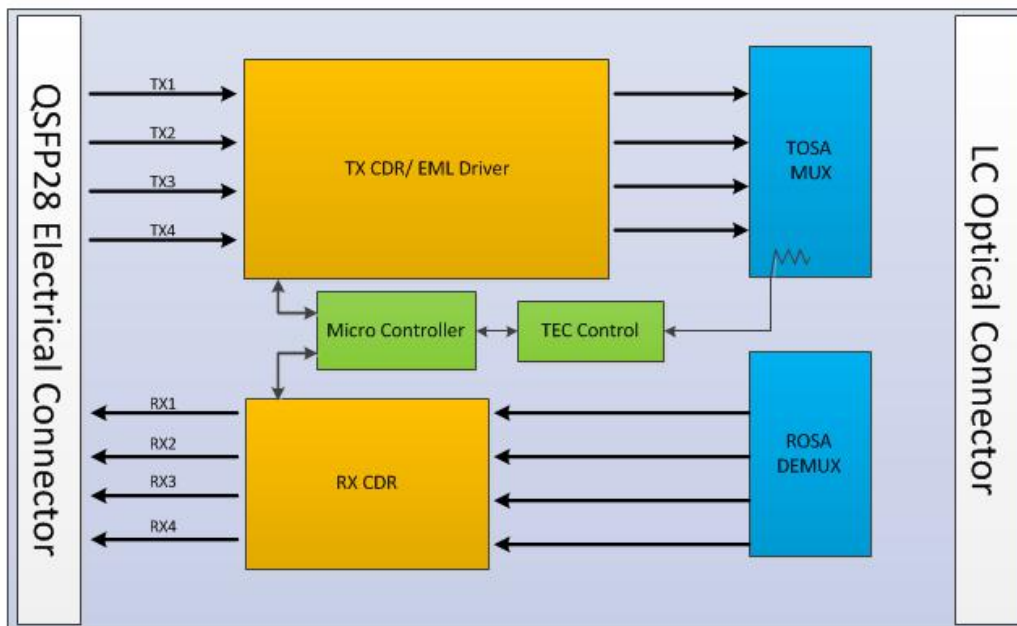 QSFP28 Electrical Connector
TX1
TX2
TX3
TX4
TX CDR/ EML Driver
TOSA
MUX
LC Optical Connector
Micro Controller
TEC Control
RX1
RX2
RX3
RX4
RX CDR
ROSA
DEMUX